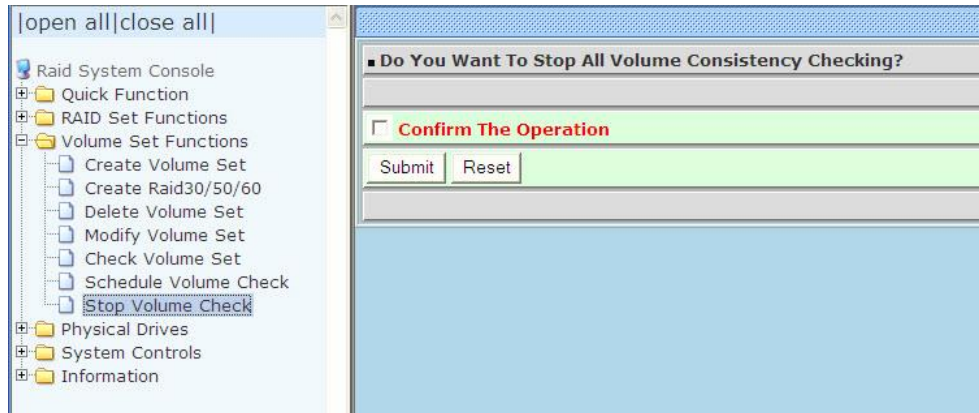 |open all|close all|
Raid System Console
Quick Function
RAID Set Functions
Volume Set Functions
Create Volume Set
Create Raid30/50/60
Delete Volume Set
Modify Volume Set
Check Volume Set
Schedule Volume Check
Stop Volume Check
Physical Drives
System Controls
Information
Do You Want To Stop All Volume Consistency Checking?
Confirm The Operation
Submit Reset